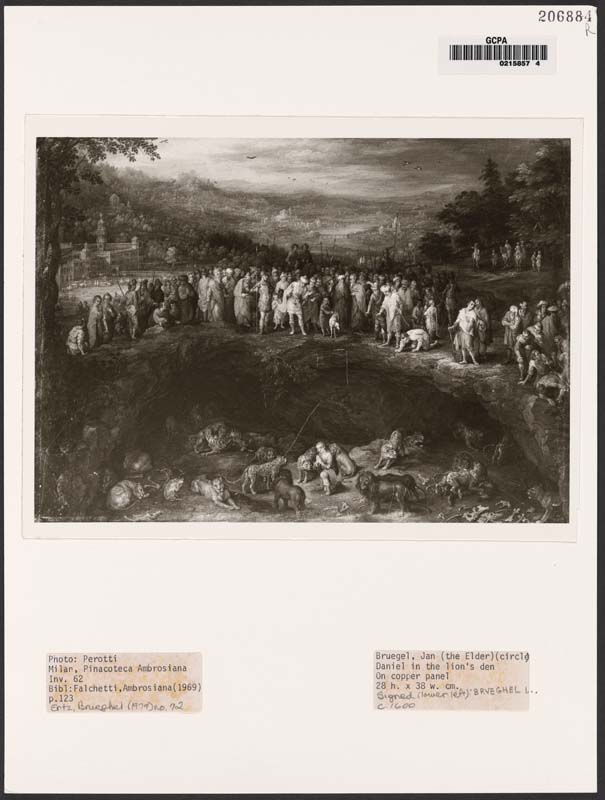 206884
R
GCPA
0215857 4
Photo: Perotti
Milan, Pinacoteca Ambrosiana
Inv. 62
Bibl:Falchetti,Ambrosiana(1969)
p.123
Ertz, Brueghel (1979) no. 72
Bruegel, Jan (the Elder)(circle)
Daniel in the lion's den
On copper panel
28 h. x 38 w. cm.
Signed (lower left): BRVEGHEL
c 1600